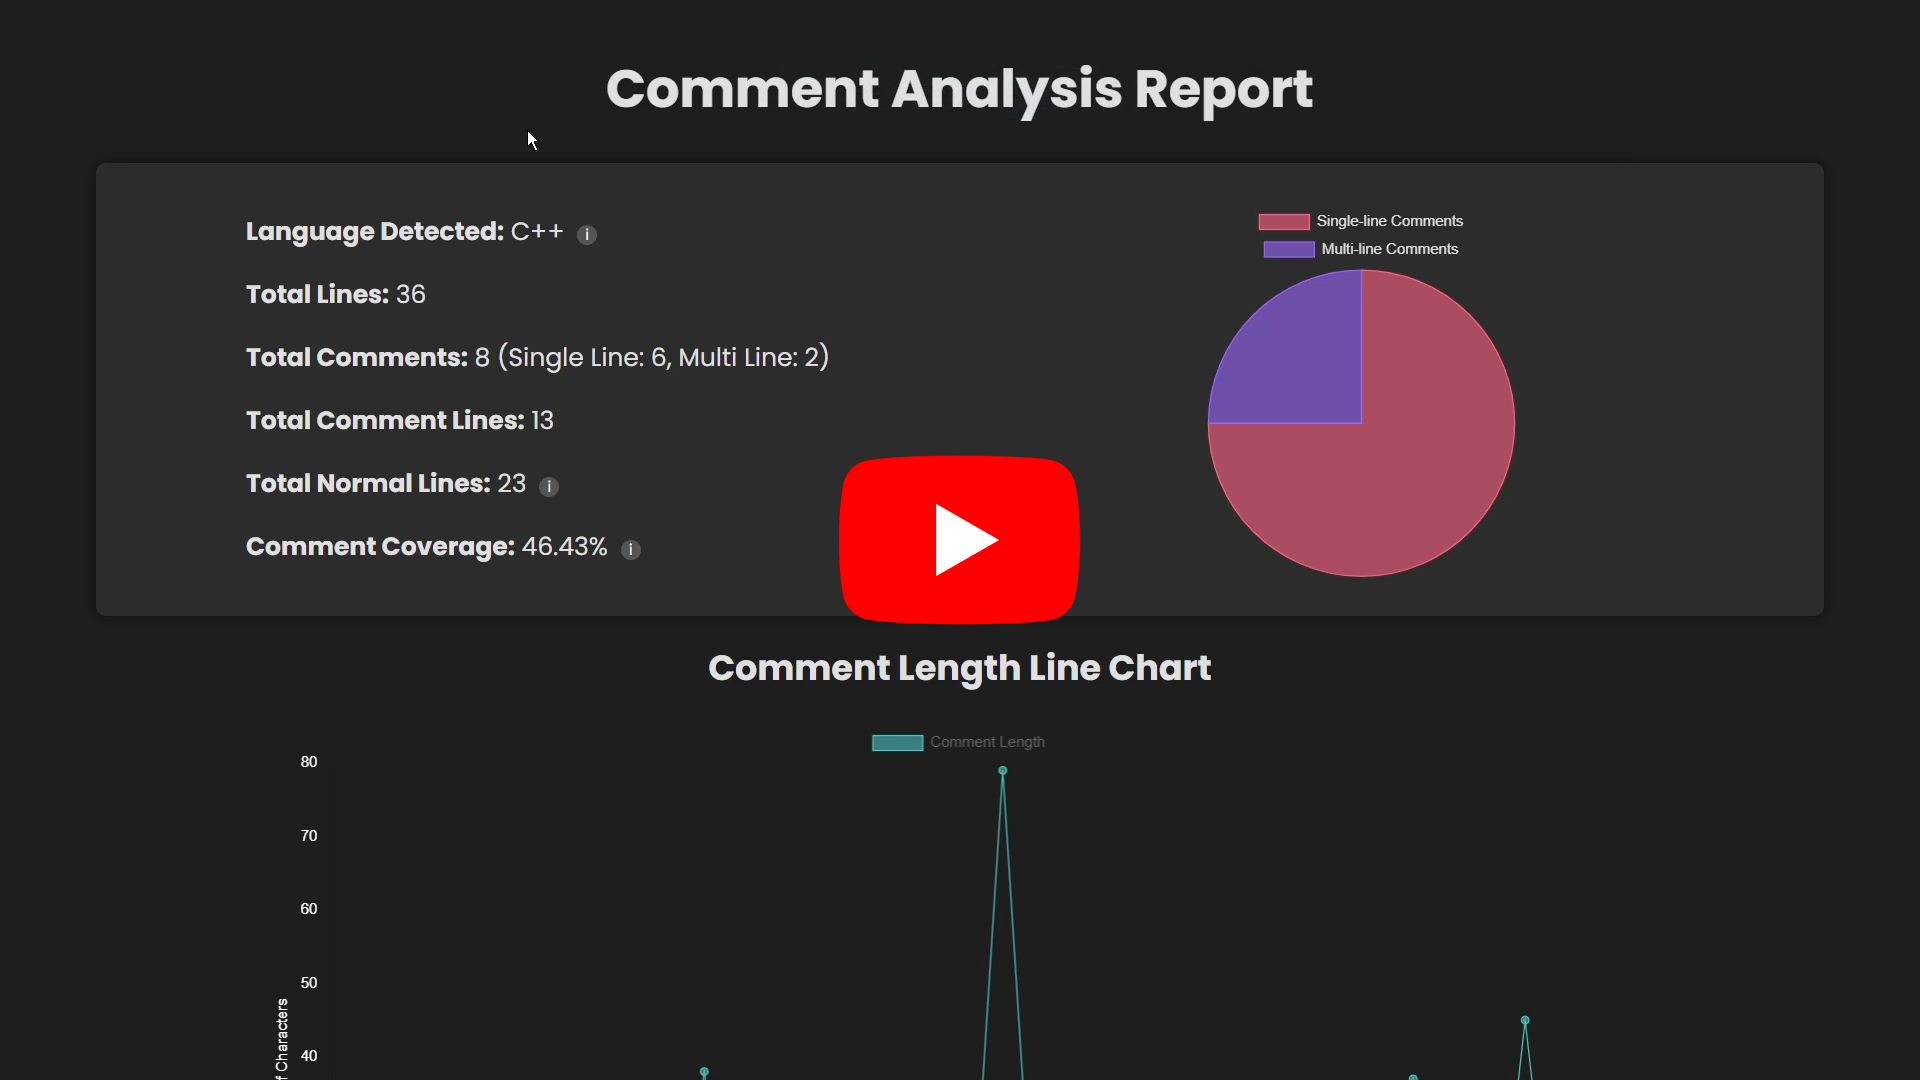 Comment Analysis Report
Language Detected: C++ i
Total Lines: 36
Total Comments: 8 (Single Line: 6, Multi Line: 2)
Total Comment Lines: 13
Total Normal Lines: 23 i
Comment Coverage: 46.43% i
Single-line Comments
Multi-line Comments
Comment Length Line Chart
Comment Length
80
70
60
50
40
Characters